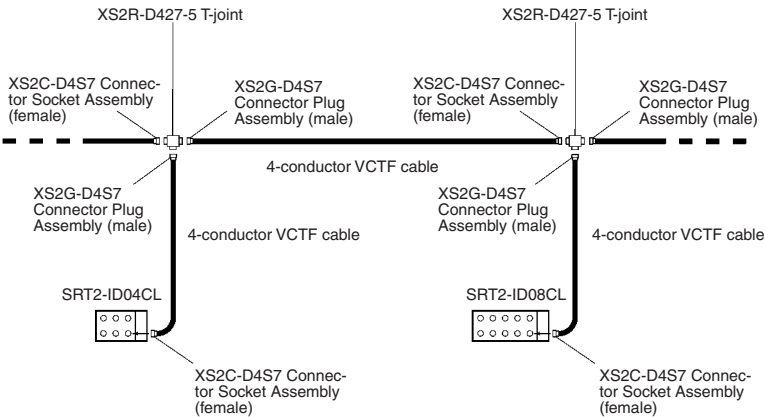 XS2R-D427-5 T-joint
XS2R-D427-5 T-joint
XS2C-D4S7 Connec-
tor Socket Assembly
(female)
XS2G-D4S7
Connector Plug
Assembly (male)
XS2C-D4S7 Connec-
tor Socket Assembly
(female)
XS2G-D4S7
Connector Plug
Assembly (male)
4-conductor VCTF cable
XS2G-D4S7
Connector Plug
Assembly (male)
4-conductor VCTF cable
XS2G-D4S7
Connector Plug
Assembly (male)
4-conductor VCTF cable
SRT2-ID04CL
SRT2-ID08CL
XS2C-D4S7 Connec-
tor Socket Assembly
(female)
XS2C-D4S7 Connec-
tor Socket Assembly
(female)